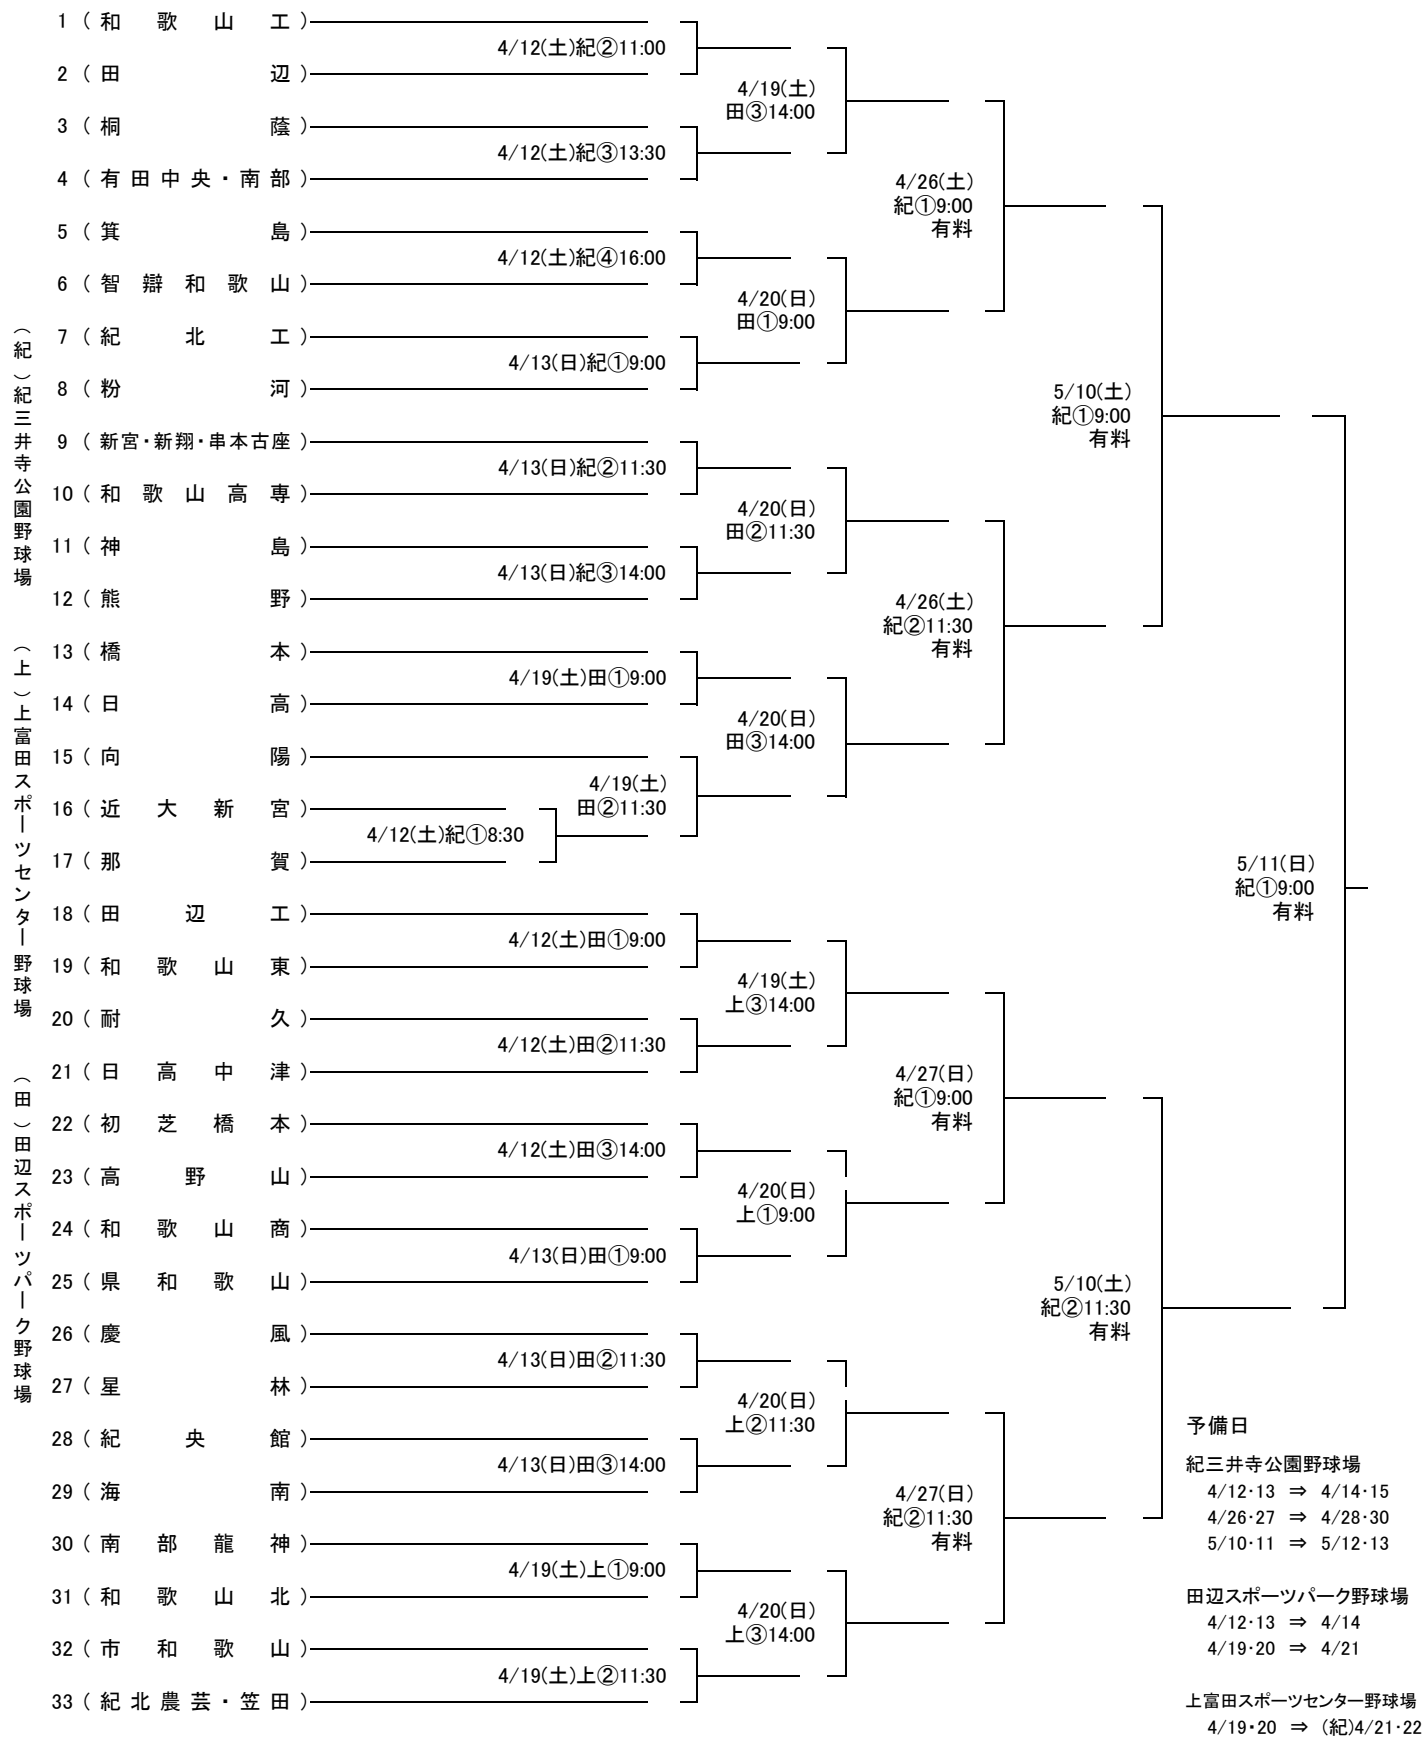 1 ( 和歌山工 )
4/12(土)紀②11:00
2 ( 田辺 )
4/19(土)
田③14:00
3 ( 桐蔭 )
4/12(土)紀③13:30
4 ( 有田中央・南部 )
4/26(土)
紀①9:00
有料
5 ( 箕島 )
4/12(土)紀④16:00
6 ( 智辯和歌山 )
4/20(日)
田①9:00
7 ( 紀北工 )
4/13(日)紀①9:00
8 ( 粉河 )
5/10(土)
紀①9:00
有料
9 ( 新宮・新翔・串本古座 )
4/13(日)紀②11:30
10 ( 和歌山高専 )
4/20(日)
田②11:30
11 ( 神島 )
4/13(日)紀③14:00
12 ( 熊野 )
4/26(土)
紀②11:30
有料
13 ( 橋本 )
4/19(土)田①9:00
14 ( 日高 )
4/20(日)
田③14:00
15 ( 向陽 )
4/19(土)
田②11:30
16 ( 近大新宮 )
4/12(土)紀①8:30
17 ( 那賀 )
5/11(日)
紀①9:00
有料
18 ( 田辺工 )
4/12(土)田①9:00
19 ( 和歌山東 )
4/19(土)
上③14:00
20 ( 耐久 )
4/12(土)田②11:30
21 ( 日高中津 )
4/27(日)
紀①9:00
有料
22 ( 初芝橋本 )
4/12(土)田③14:00
23 ( 高野山 )
4/20(日)
上①9:00
24 ( 和歌山商 )
4/13(日)田①9:00
25 ( 県和歌山 )
5/10(土)
紀②11:30
有料
26 ( 慶風 )
4/13(日)田②11:30
27 ( 星林 )
4/20(日)
上②11:30
28 ( 紀央館 )
4/13(日)田③14:00
29 ( 海南 )
4/27(日)
紀②11:30
有料
30 ( 南部龍神 )
4/19(土)上①9:00
31 ( 和歌山北 )
4/20(日)
上③14:00
32 ( 市和歌山 )
4/19(土)上②11:30
33 ( 紀北農芸・笠田 )
(紀)紀三井寺公園野球場
(上)上富田スポーツセンター野球場
(田)田辺スポーツパーク野球場
予備日
紀三井寺公園野球場
4/12・13 ⇒ 4/14・15
4/26・27 ⇒ 4/28・30
5/10・11 ⇒ 5/12・13
田辺スポーツパーク野球場
4/12・13 ⇒ 4/14
4/19・20 ⇒ 4/21
上富田スポーツセンター野球場
4/19・20 ⇒ (紀)4/21・22